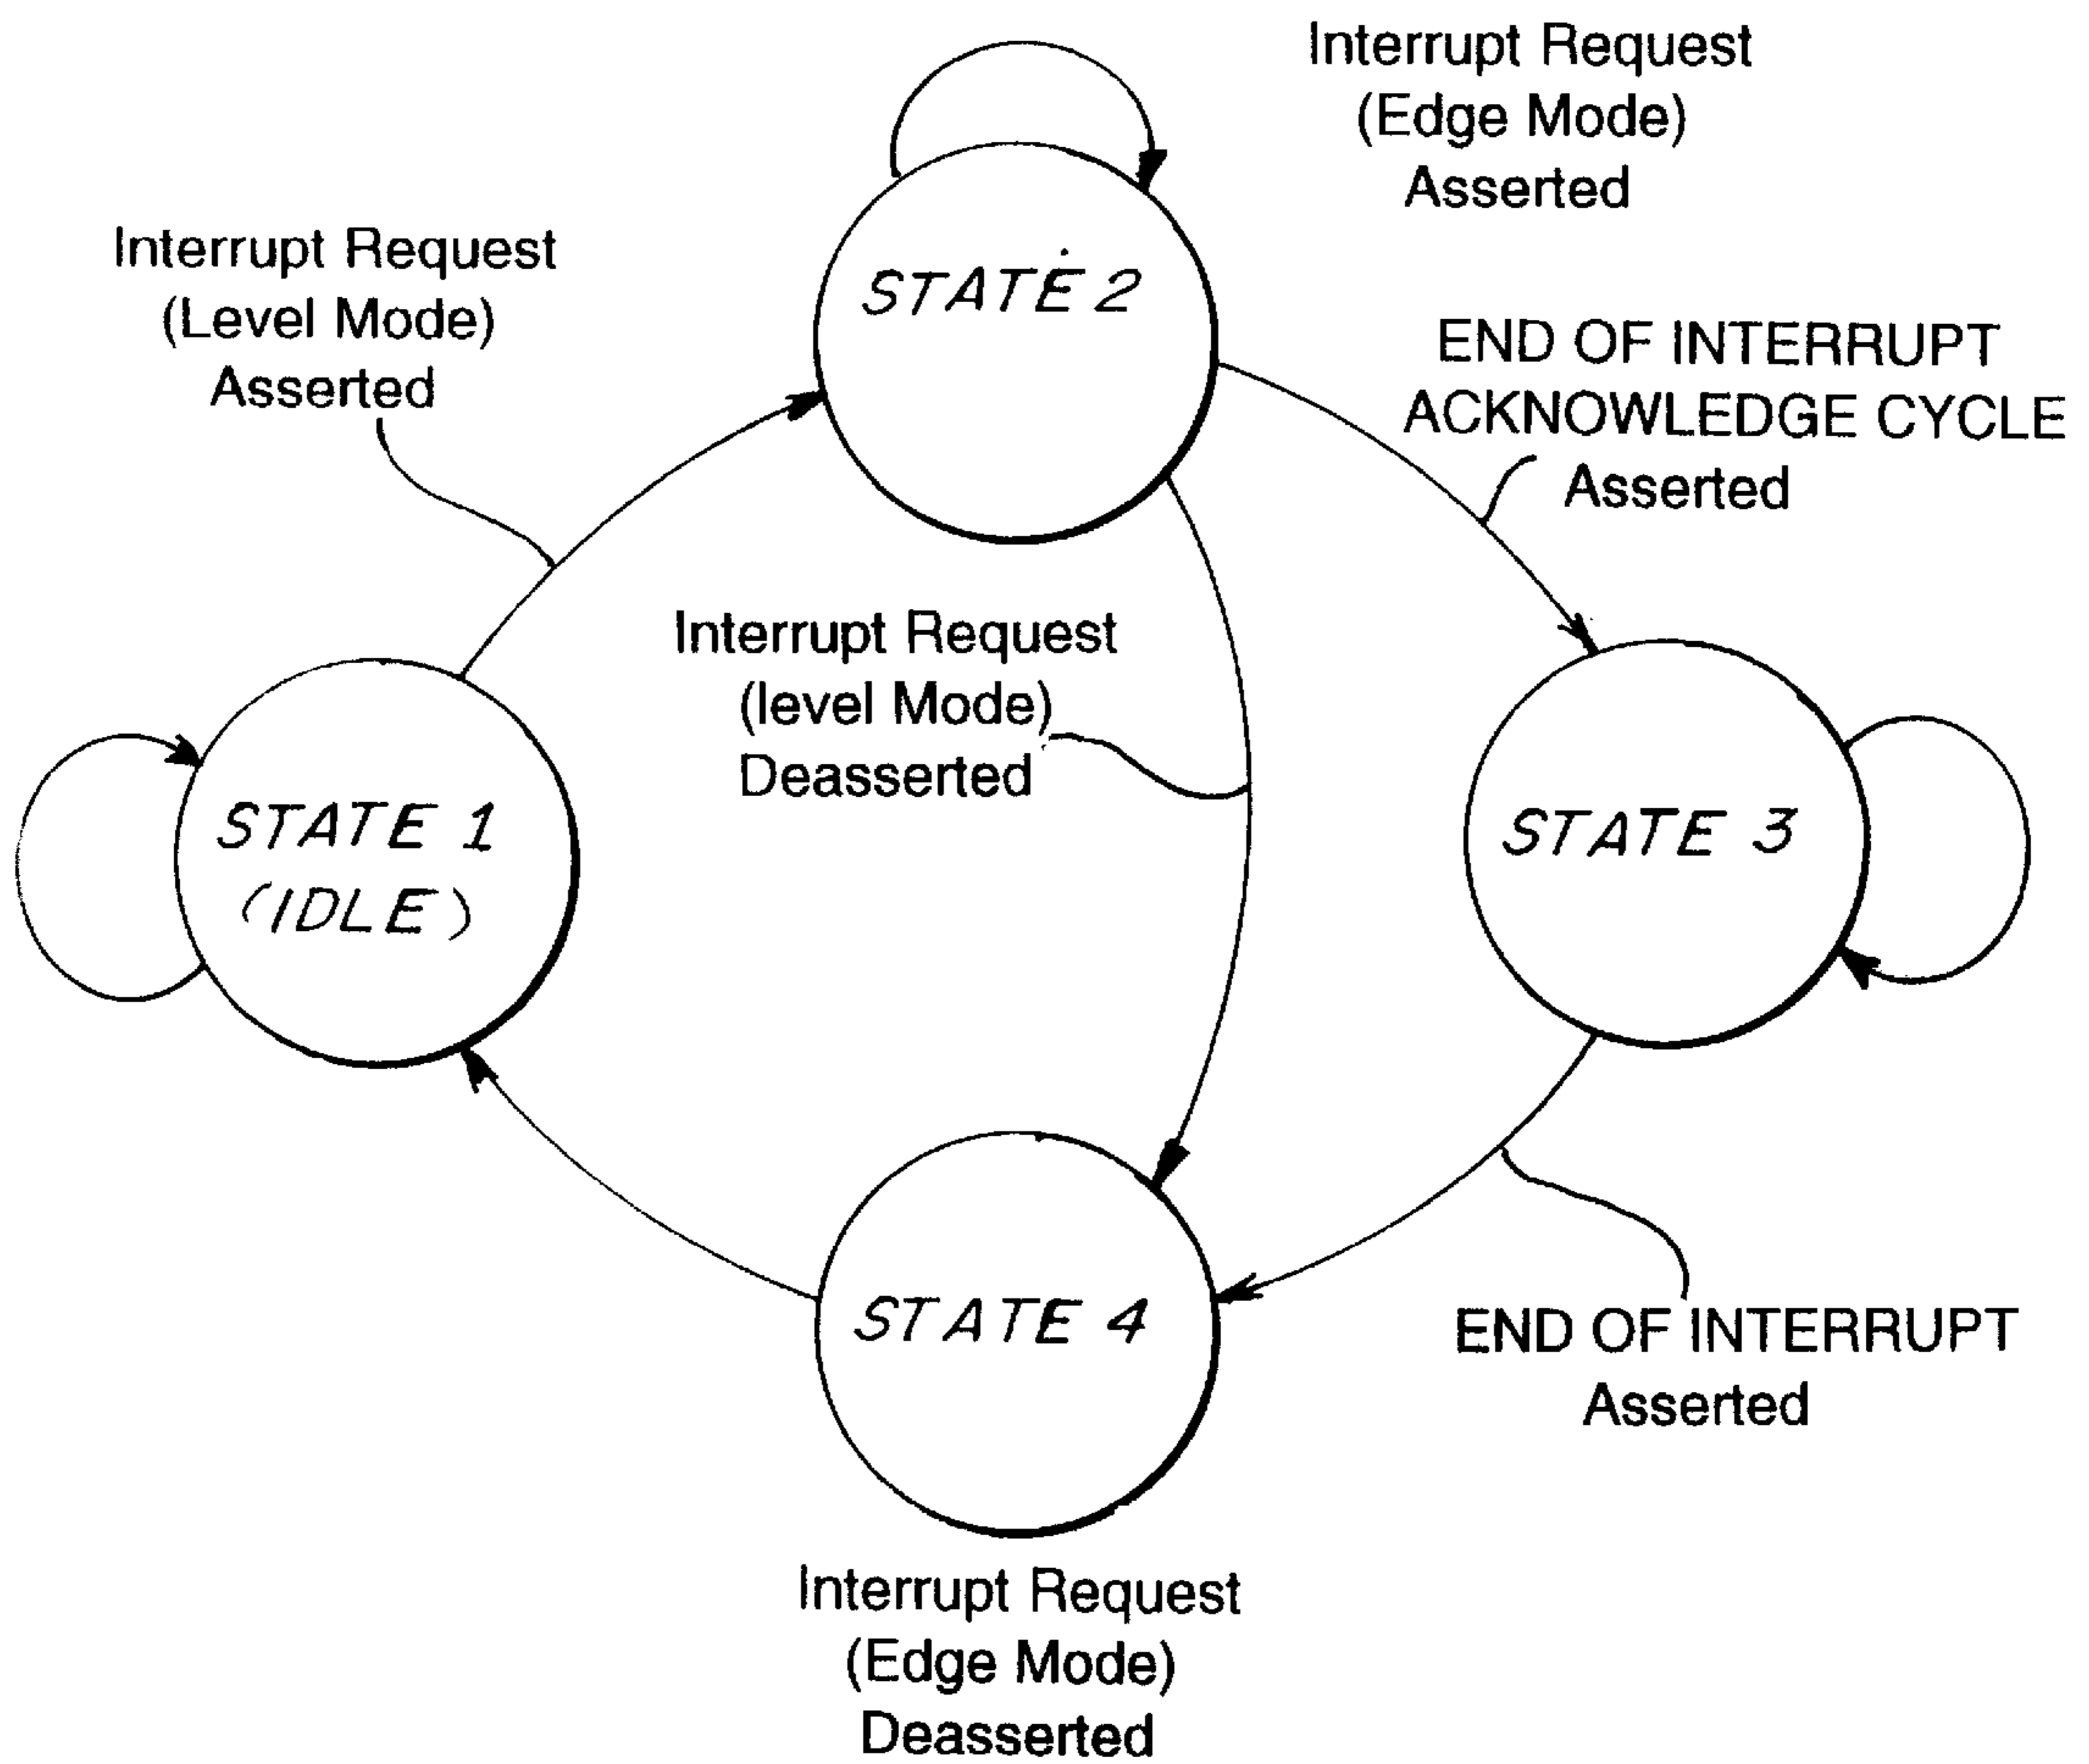 Interrupt Request
(Edge Mode)
Asserted
Interrupt Request
(Level Mode)
Asserted
STATE 2
END OF INTERRUPT
ACKNOWLEDGE CYCLE
Asserted
Interrupt Request
(level Mode)
Deasserted
STATE 1
(IDLE)
STATE 3
STATE 4
END OF INTERRUPT
Asserted
Interrupt Request
(Edge Mode)
Deasserted